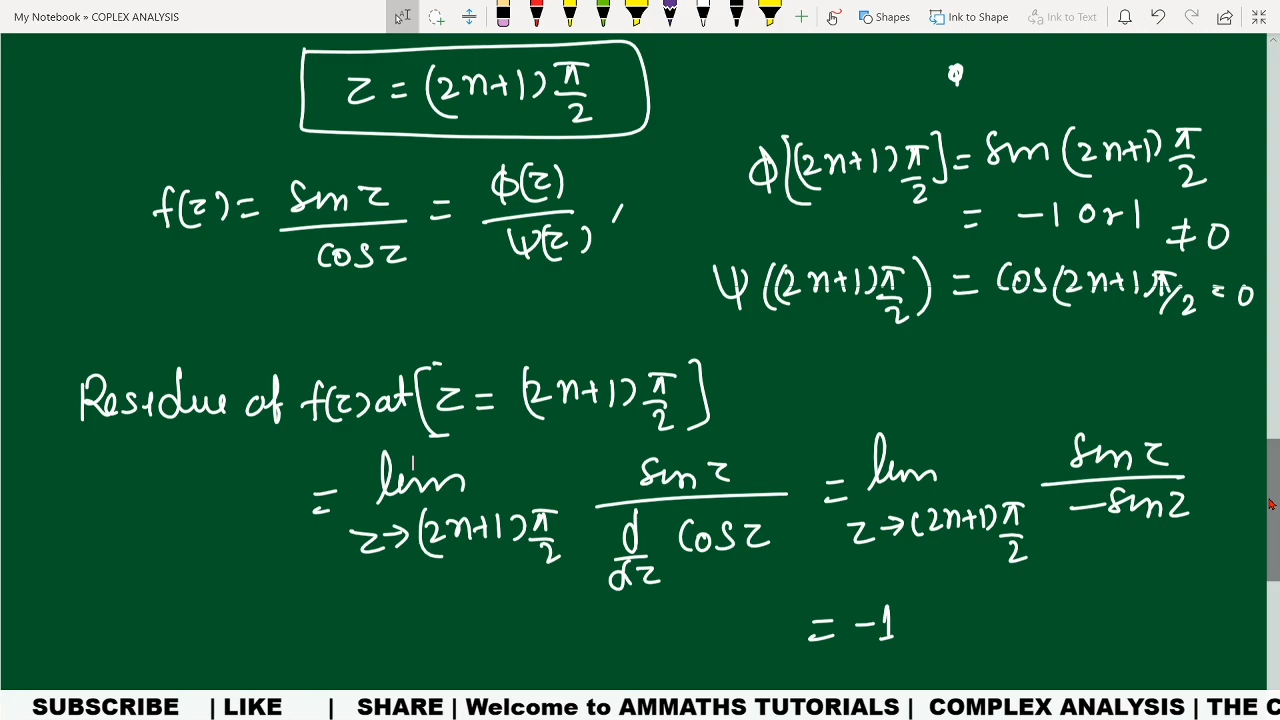 My Notebook » COPLEX ANALYSIS
Shapes Ink to Shape Ink to Text
z = (2n+1) π/2
f(z) = sin z / cos z = ϕ(z) / ψ(z) ,
ϕ[(2n+1) π/2] = sin (2n+1) π/2
= -1 or 1 ≠ 0
ψ((2n+1) π/2) = cos(2n+1)π/2 = 0
Residue of f(z) at [z = (2n+1) π/2]
= lim z→(2n+1) π/2 sin z / d/dz cos z = lim z→(2n+1) π/2 sin z / -sin z
= -1
SUBSCRIBE | LIKE | SHARE | Welcome to AMMATHS TUTORIALS | COMPLEX ANALYSIS | THE C